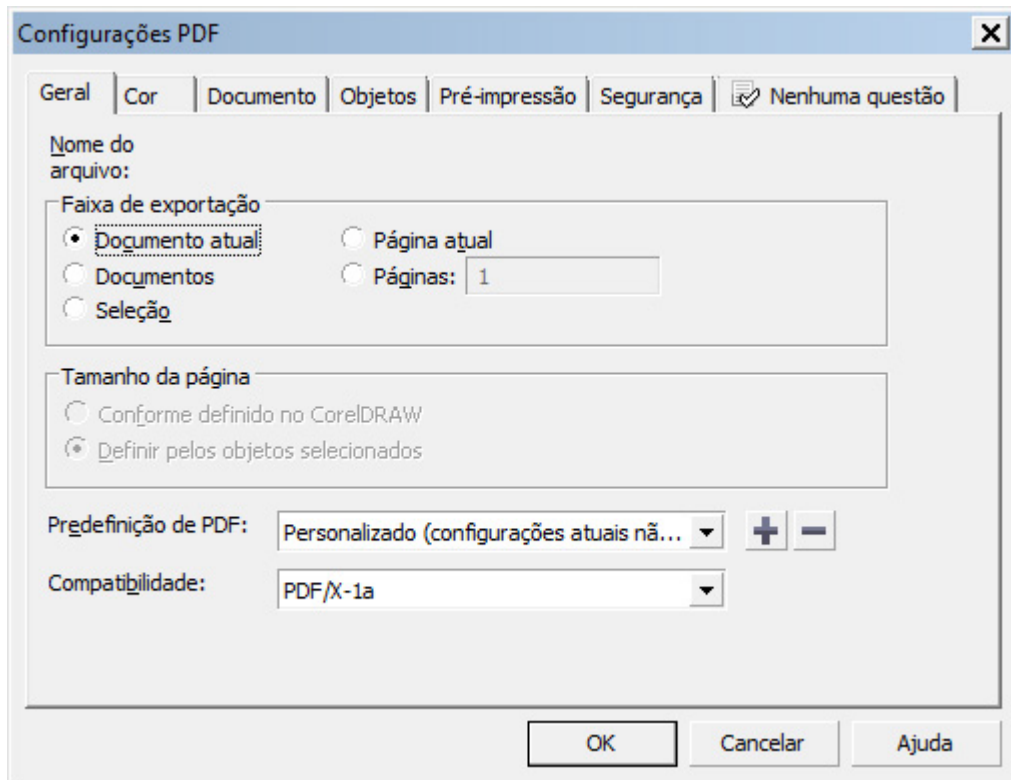 Configurações PDF
Geral Cor Documento Objetos Pré-impressão Segurança Nenhuma questão
Nome do
arquivo:
Faixa de exportação
Documento atual Página atual
Documentos Páginas: 1
Seleção
Tamanho da página
Conforme definido no CorelDRAW
Definir pelos objetos selecionados
Predefinição de PDF: Personalizado (configurações atuais nã...
Compatibilidade: PDF/X-1a
OK Cancelar Ajuda